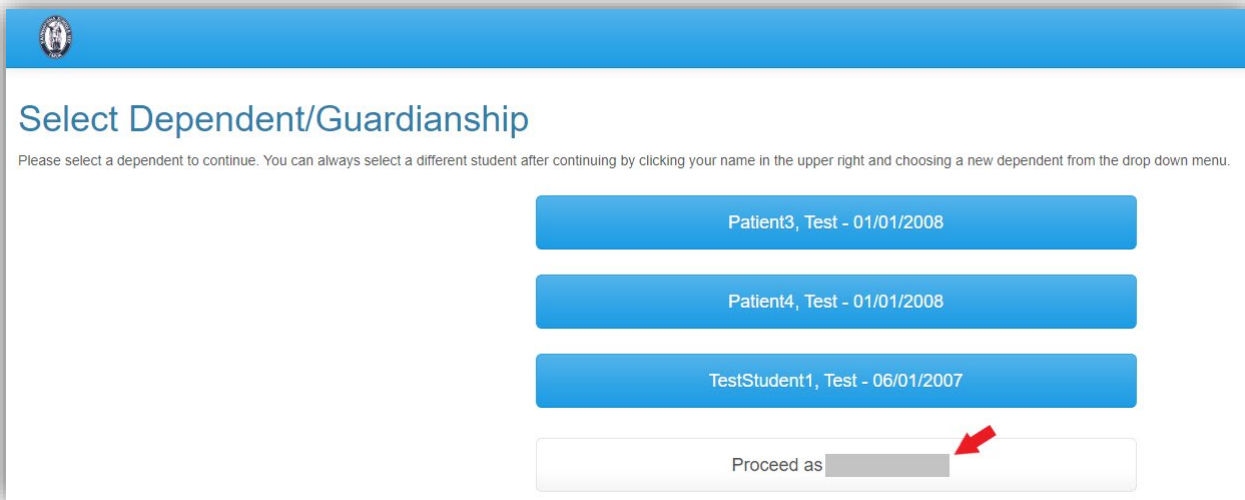 Select Dependent/Guardianship
Please select a dependent to continue. You can always select a different student after continuing by clicking your name in the upper right and choosing a new dependent from the drop down menu.
Patient3, Test - 01/01/2008
Patient4, Test - 01/01/2008
TestStudent1, Test - 06/01/2007
Proceed as